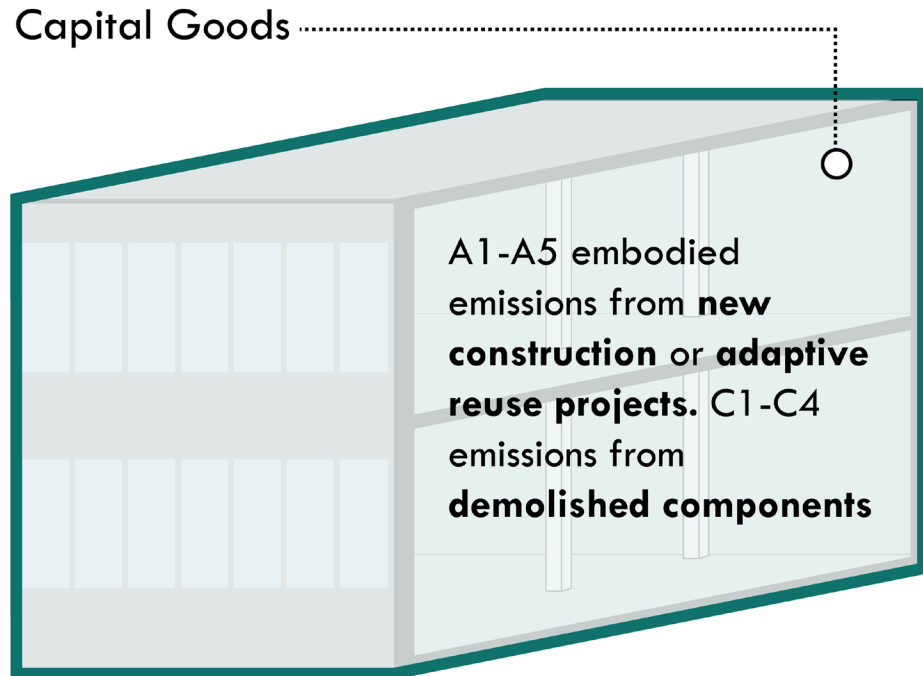 Capital Goods
A1-A5 embodied
emissions from new
construction or adaptive
reuse projects. C1-C4
emissions from
demolished components